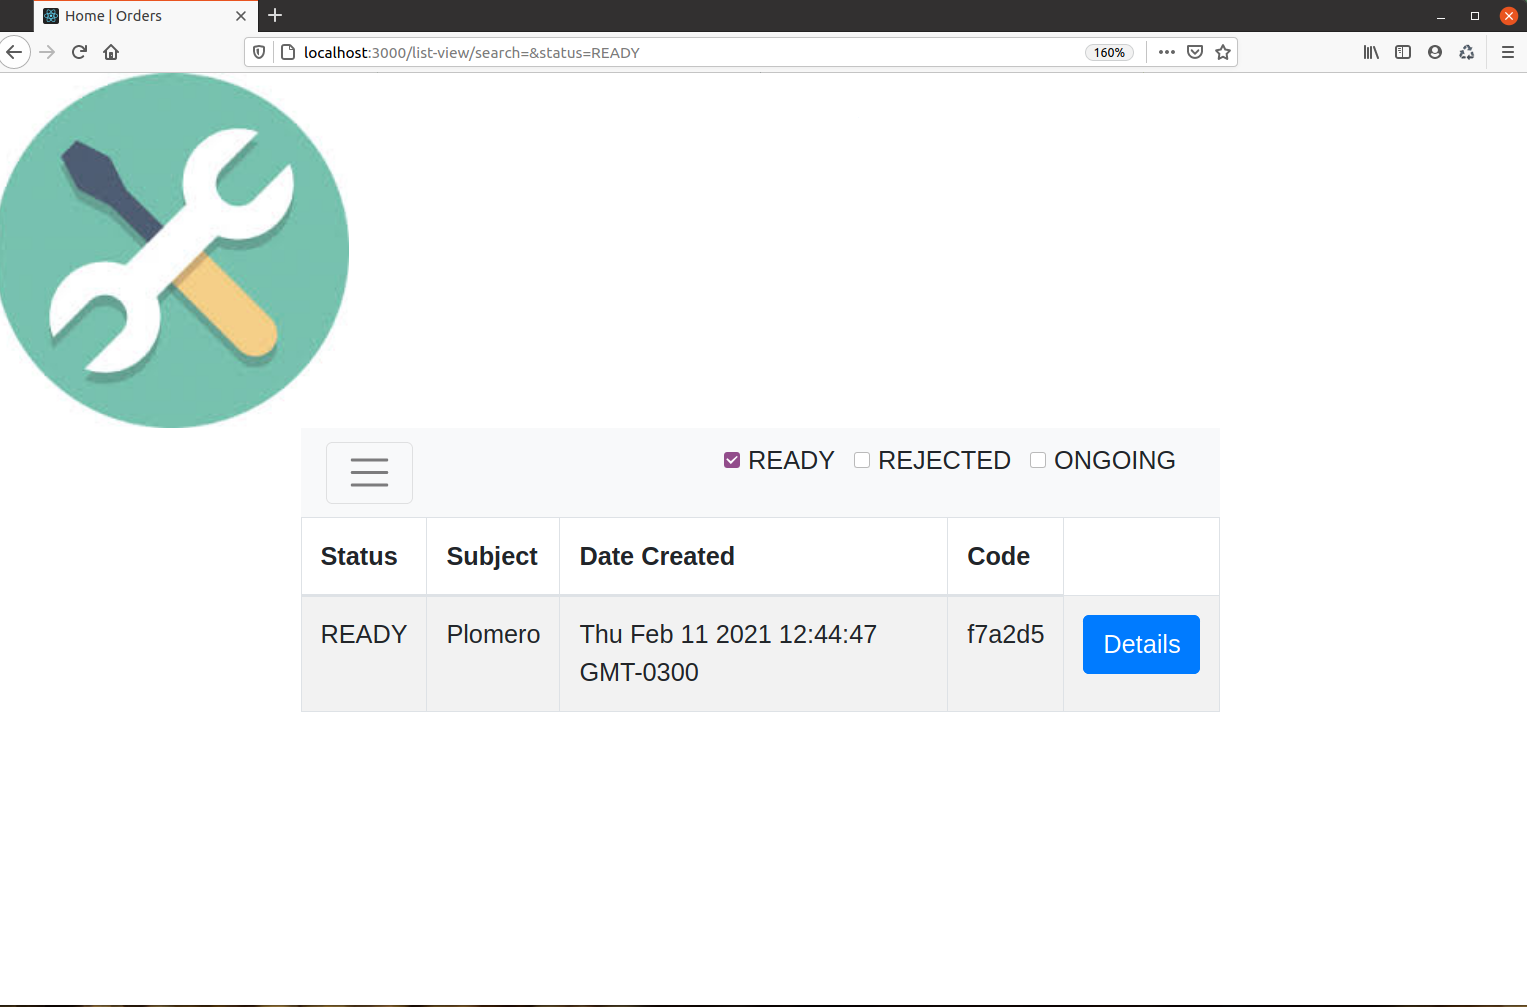 Home | Orders
localhost:3000/list-view/search=&status=READY
160%
READY REJECTED ONGOING
Status Subject Date Created Code
READY Plomero Thu Feb 11 2021 12:44:47 GMT-0300 f7a2d5 Details